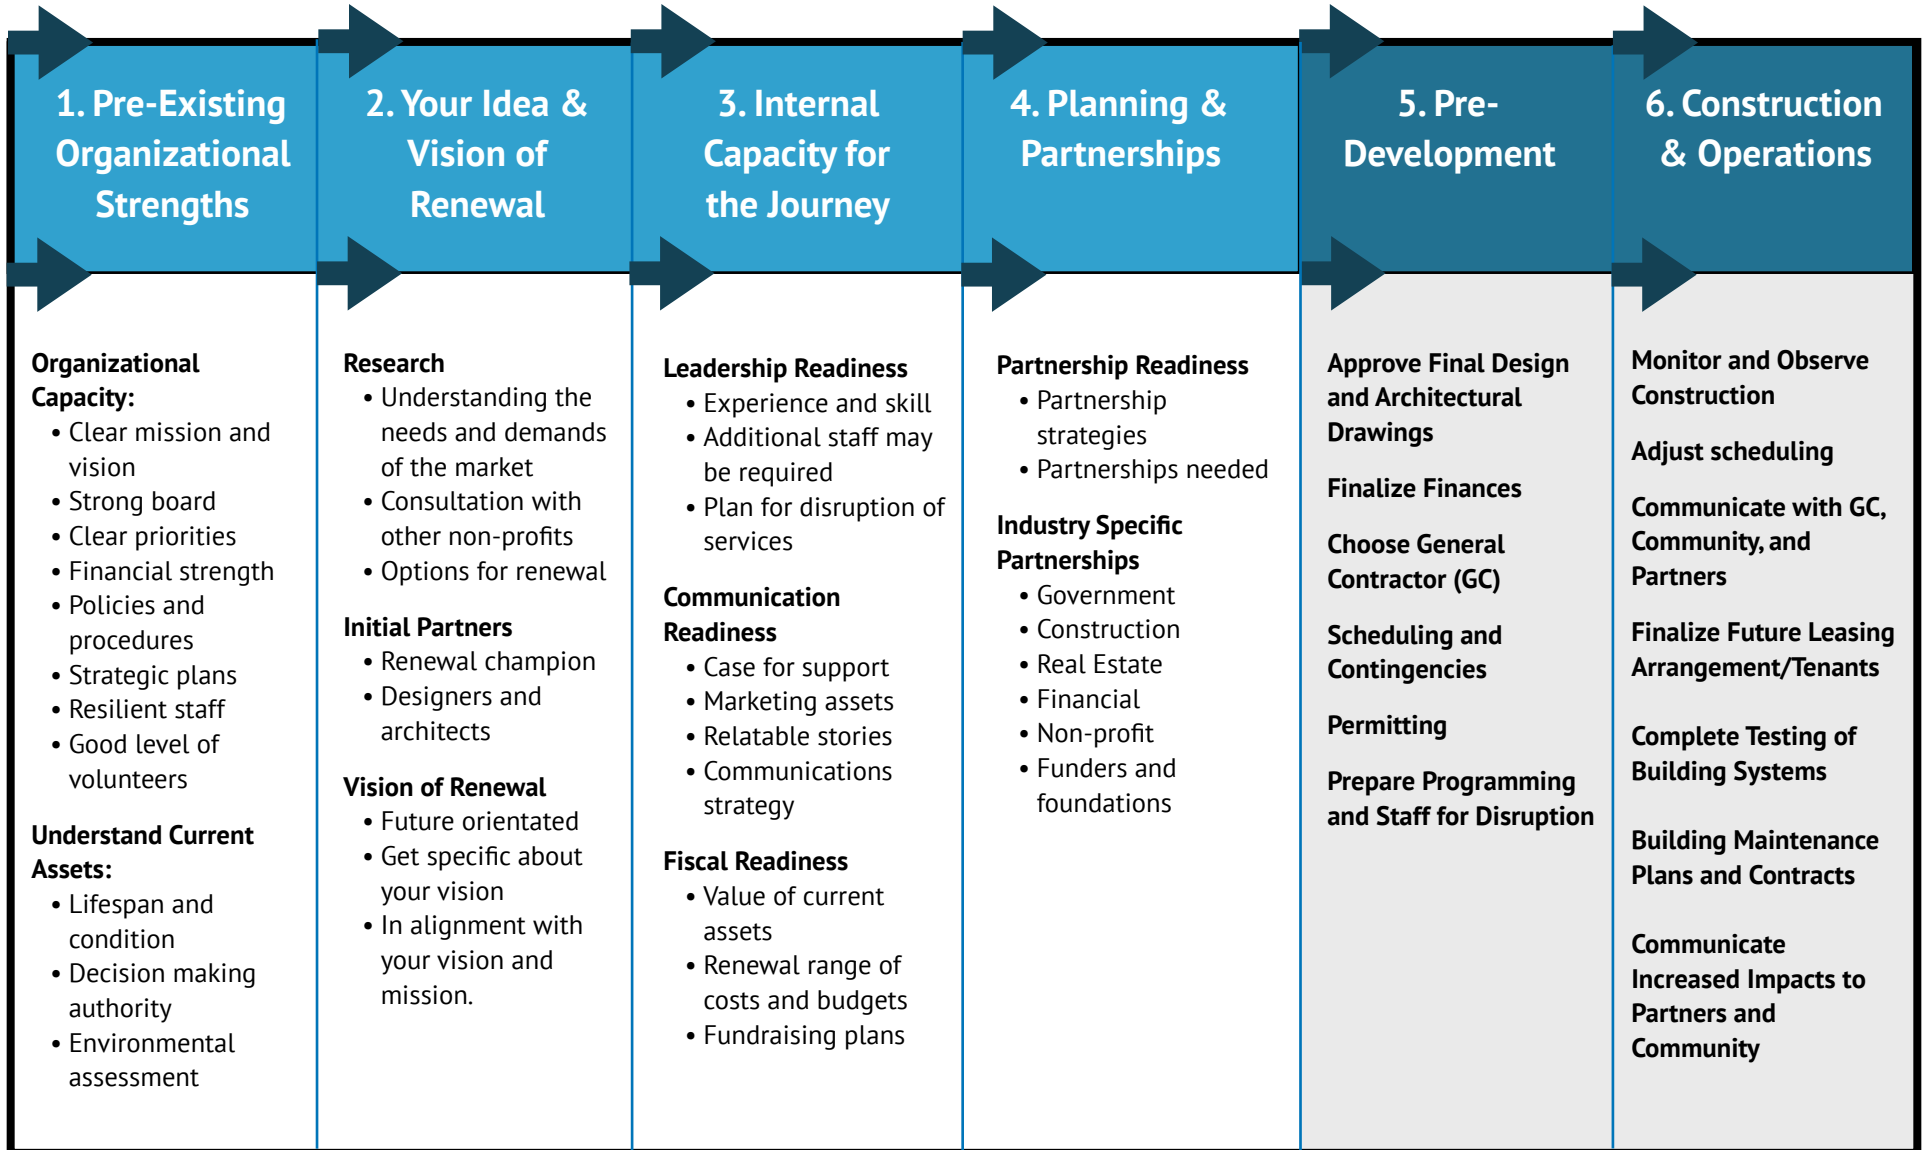 1. Pre-Existing
Organizational
Strengths
2. Your Idea &
Vision of
Renewal
3. Internal
Capacity for
the Journey
4. Planning &
Partnerships
5. Pre-
Development
6. Construction
& Operations
Organizational
Capacity:
• Clear mission and
vision
• Strong board
• Clear priorities
• Financial strength
• Policies and
procedures
• Strategic plans
• Resilient staff
• Good level of
volunteers
Understand Current
Assets:
• Lifespan and
condition
• Decision making
authority
• Environmental
assessment
Research
• Understanding the
needs and demands
of the market
• Consultation with
other non-profits
• Options for renewal
Initial Partners
• Renewal champion
• Designers and
architects
Vision of Renewal
• Future orientated
• Get specific about
your vision
• In alignment with
your vision and
mission.
Leadership Readiness
• Experience and skill
• Additional staff may
be required
• Plan for disruption of
services
Communication
Readiness
• Case for support
• Marketing assets
• Relatable stories
• Communications
strategy
Fiscal Readiness
• Value of current
assets
• Renewal range of
costs and budgets
• Fundraising plans
Partnership Readiness
• Partnership
strategies
• Partnerships needed
Industry Specific
Partnerships
• Government
• Construction
• Real Estate
• Financial
• Non-profit
• Funders and
foundations
Approve Final Design
and Architectural
Drawings
Finalize Finances
Choose General
Contractor (GC)
Scheduling and
Contingencies
Permitting
Prepare Programming
and Staff for Disruption
Monitor and Observe
Construction
Adjust scheduling
Communicate with GC,
Community, and
Partners
Finalize Future Leasing
Arrangement/Tenants
Complete Testing of
Building Systems
Building Maintenance
Plans and Contracts
Communicate
Increased Impacts to
Partners and
Community